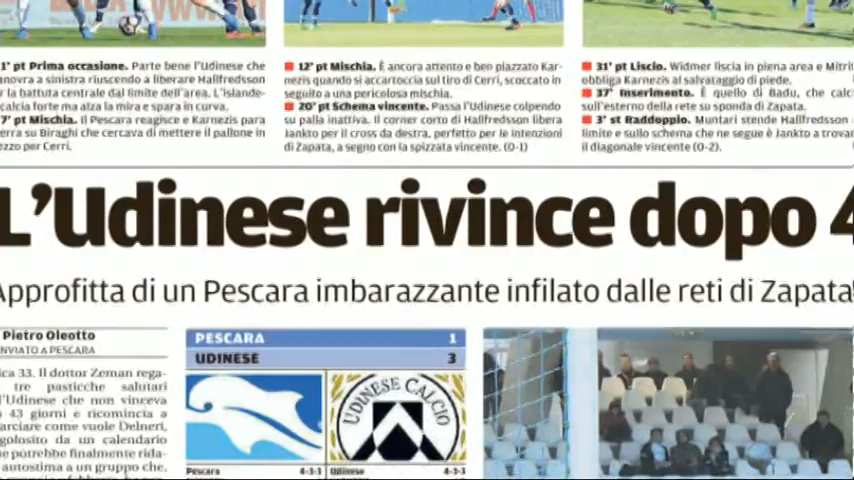 1' pt Prima occasione. Parte bene l'Udinese che
manovra a sinistra riuscendo a liberare Hallfredsson
la battuta centrale dal limite dell'area. L'islande-
calcia forte ma alza la mira e spara in curva.
7' pt Mischia. Il Pescara reagisce e Karnezis para
su Biraghi che cercava di mettere il pallone in
per Cerri.
12' pt Mischia. È ancora attento e ben piazzato Kar-
nezis quando si accartoccia sul tiro di Cerri, scoccato in
seguito a una pericolosa mischia.
20' pt Schema vincente. Passa l'Udinese colpendo
su palla inattiva. Il corner corto di Hallfredsson libera
Jankto per il cross da destra, perfetto per le intenzioni
di Zapata, a segno con la spizzata vincente. (0-1)
31' pt Liscio. Widmer liscia in piena area e Mitrit
obbliga Karnezis al salvataggio di piede.
37' Inserimento. È quello di Badu, che calc
sull'esterno della rete su sponda di Zapata.
3' st Raddoppio. Muntari stende Hallfredsson
limite e sullo schema che ne segue è Jankto a trova
il diagonale vincente (0-2).
L'Udinese rivince dopo 4
Approfitta di un Pescara imbarazzante infilato dalle reti di Zapata
Pietro Oleotto
INVIATO A PESCARA
ica 33. Il dottor Zeman rega-
tre pasticche salutari
l'Udinese che non vinceva
43 giorni e ricomincia a
arciare come vuole Delneri,
golosito da un calendario
e potrebbe finalmente rida-
autostima a un gruppo che,
PESCARA 1
UDINESE 3
UDINESE CALCIO
Pescara 4-3-3
Udinese 4-3-3